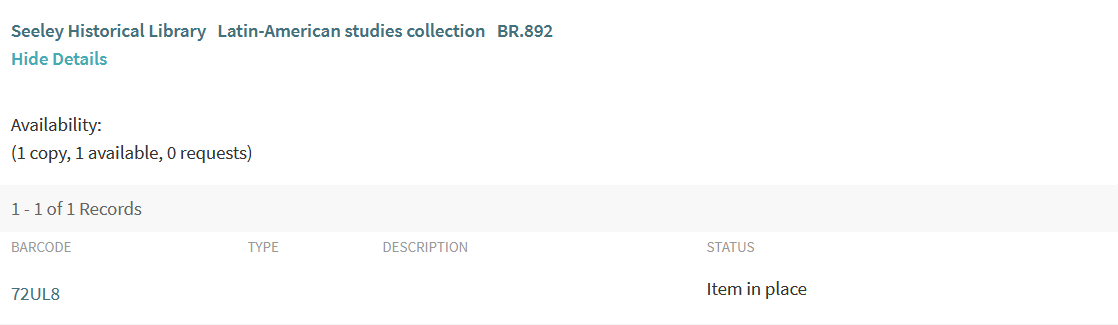 Seeley Historical Library Latin-American studies collection BR.892
Hide Details
Availability:
(1 copy, 1 available, 0 requests)
1 - 1 of 1 Records
BARCODE TYPE DESCRIPTION STATUS
72UL8 Item in place